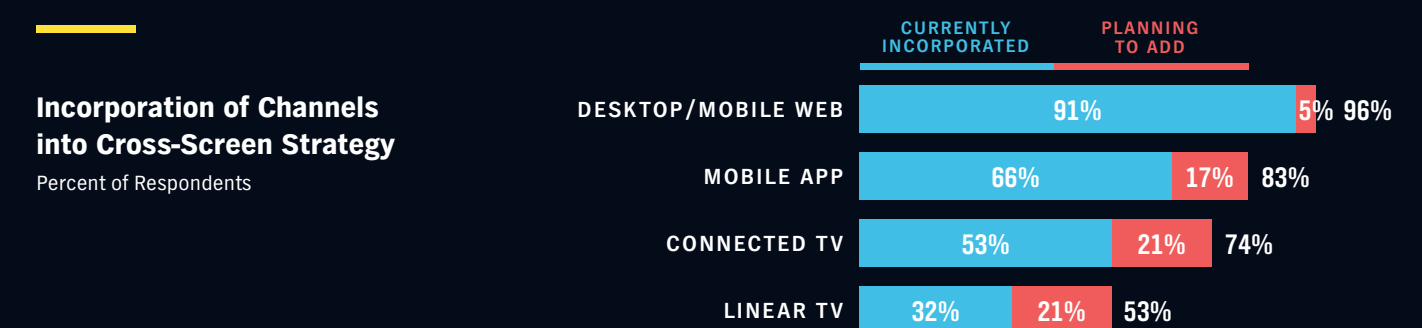 CURRENTLY
INCORPORATED
PLANNING
TO ADD
Incorporation of Channels
into Cross-Screen Strategy
Percent of Respondents
DESKTOP/MOBILE WEB 91% 5% 96%
MOBILE APP 66% 17% 83%
CONNECTED TV 53% 21% 74%
LINEAR TV 32% 21% 53%